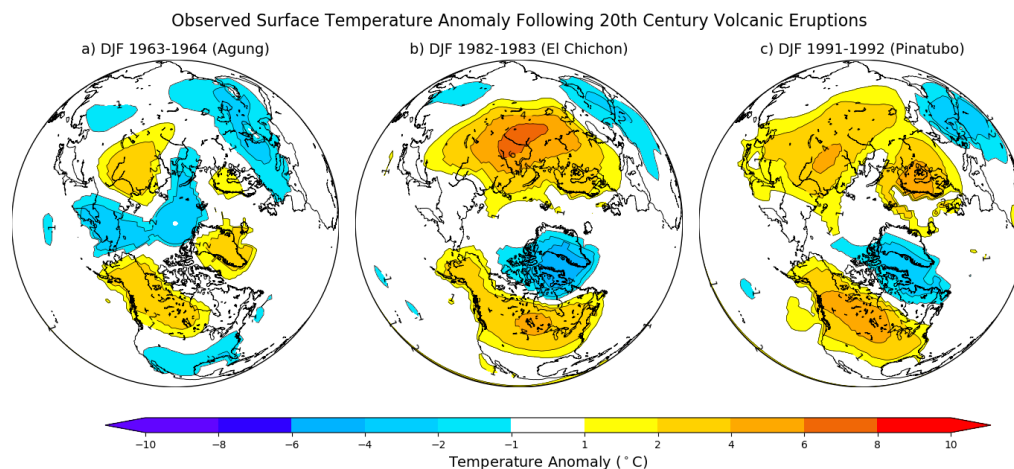 Observed Surface Temperature Anomaly Following 20th Century Volcanic Eruptions
a) DJF 1963-1964 (Agung)
b) DJF 1982-1983 (El Chichon)
c) DJF 1991-1992 (Pinatubo)
−10 −8 −6 −4 −2 −1 1 2 4 6 8 10
Temperature Anomaly (°C)